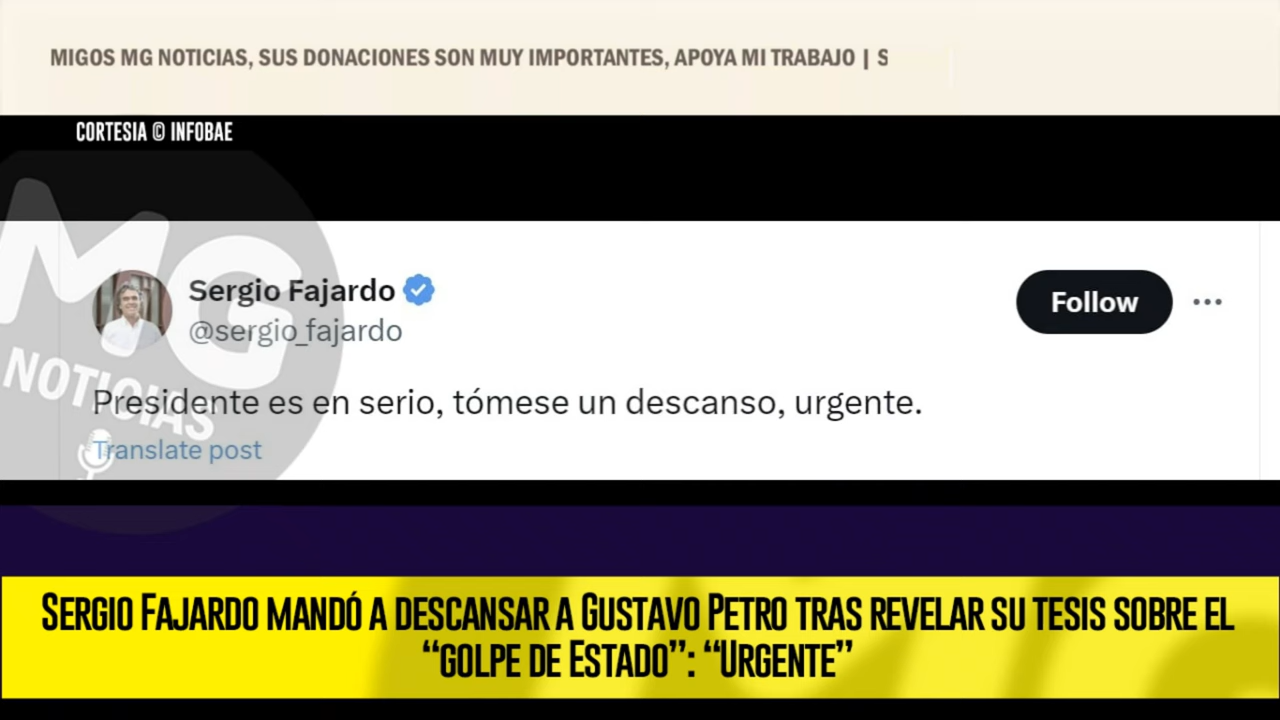 MIGOS MG NOTICIAS, SUS DONACIONES SON MUY IMPORTANTES, APOYA MI TRABAJO | S
CORTESIA © INFOBAE
MG
NOTICIAS
Sergio Fajardo
@sergio_fajardo
Follow
Presidente es en serio, tómese un descanso, urgente.
Translate post
SERGIO FAJARDO MANDÓ A DESCANSAR A GUSTAVO PETRO TRAS REVELAR SU TESIS SOBRE EL
“GOLPE DE ESTADO”: “URGENTE”